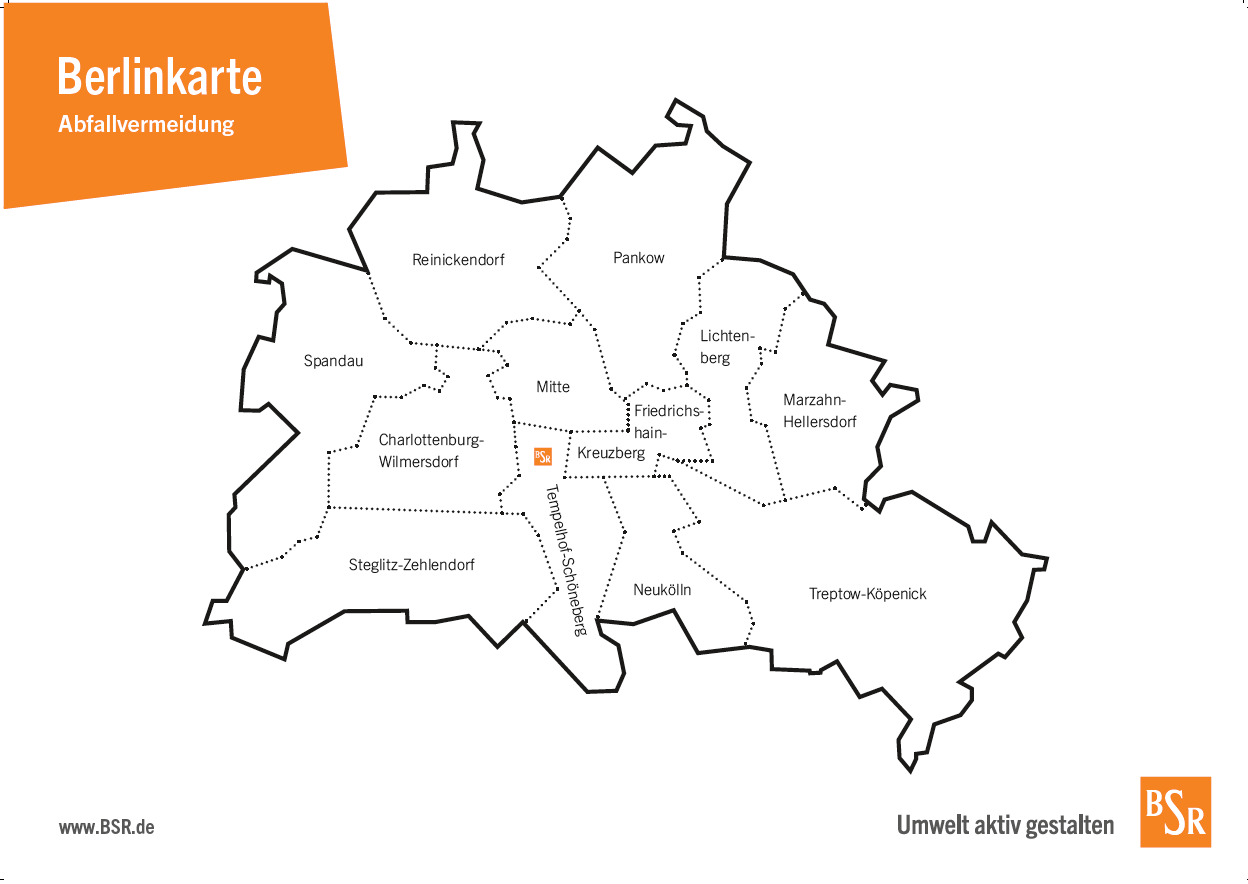 Berlinkarte
Abfallvermeidung
Reinickendorf
Pankow
Lichten-
berg
Spandau
Mitte
Marzahn-
Hellersdorf
Friedrichs-
hain-
Kreuzberg
Charlottenburg-
Wilmersdorf
BSR
Tempelhof-Schöneberg
Steglitz-Zehlendorf
Neukölln
Treptow-Köpenick
www.BSR.de
Umwelt aktiv gestalten
BSR